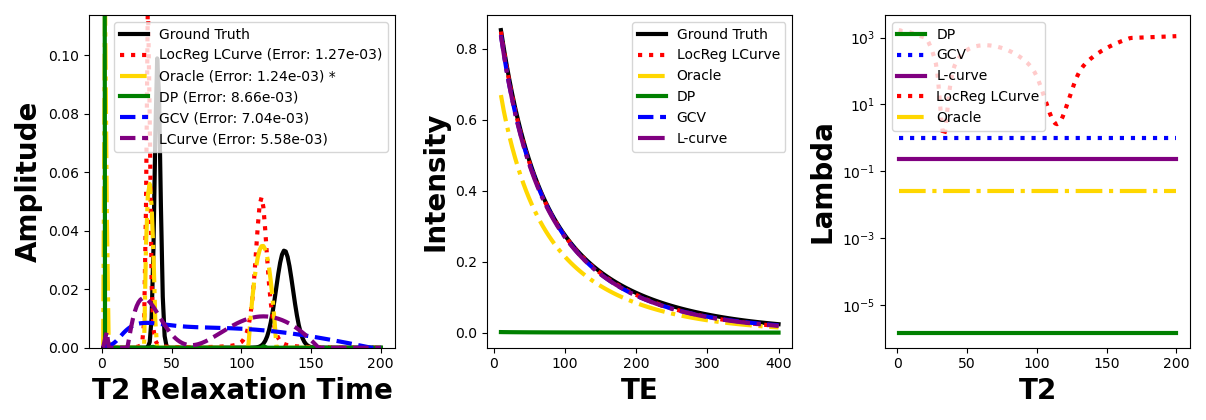 Amplitude
0.00
0.02
0.04
0.06
0.08
0.10
0
50
100
150
200
T2 Relaxation Time
Ground Truth
LocReg LCurve (Error: 1.27e-03)
Oracle (Error: 1.24e-03) *
DP (Error: 8.66e-03)
GCV (Error: 7.04e-03)
LCurve (Error: 5.58e-03)
Intensity
0.0
0.2
0.4
0.6
0.8
0
100
200
300
400
TE
Ground Truth
LocReg LCurve
Oracle
DP
GCV
L-curve
Lambda
10³
10¹
10⁻¹
10⁻³
10⁻⁵
0
50
100
150
200
T2
DP
GCV
L-curve
LocReg LCurve
Oracle